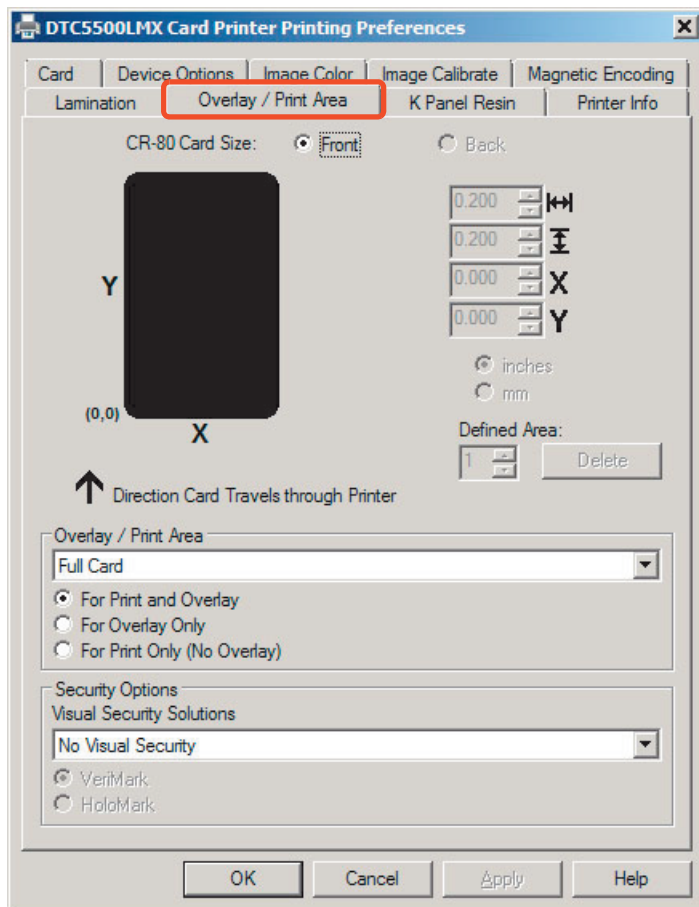 DTC5500LMX Card Printer Printing Preferences
Card Device Options Image Color Image Calibrate Magnetic Encoding
Lamination Overlay / Print Area K Panel Resin Printer Info
CR-80 Card Size: Front Back
0.200
0.200
0.000 X
Y
0.000 Y
inches
mm
(0,0)
X
Defined Area:
1 Delete
Direction Card Travels through Printer
Overlay / Print Area
Full Card
For Print and Overlay
For Overlay Only
For Print Only (No Overlay)
Security Options
Visual Security Solutions
No Visual Security
VeriMark
HoloMark
OK Cancel Apply Help